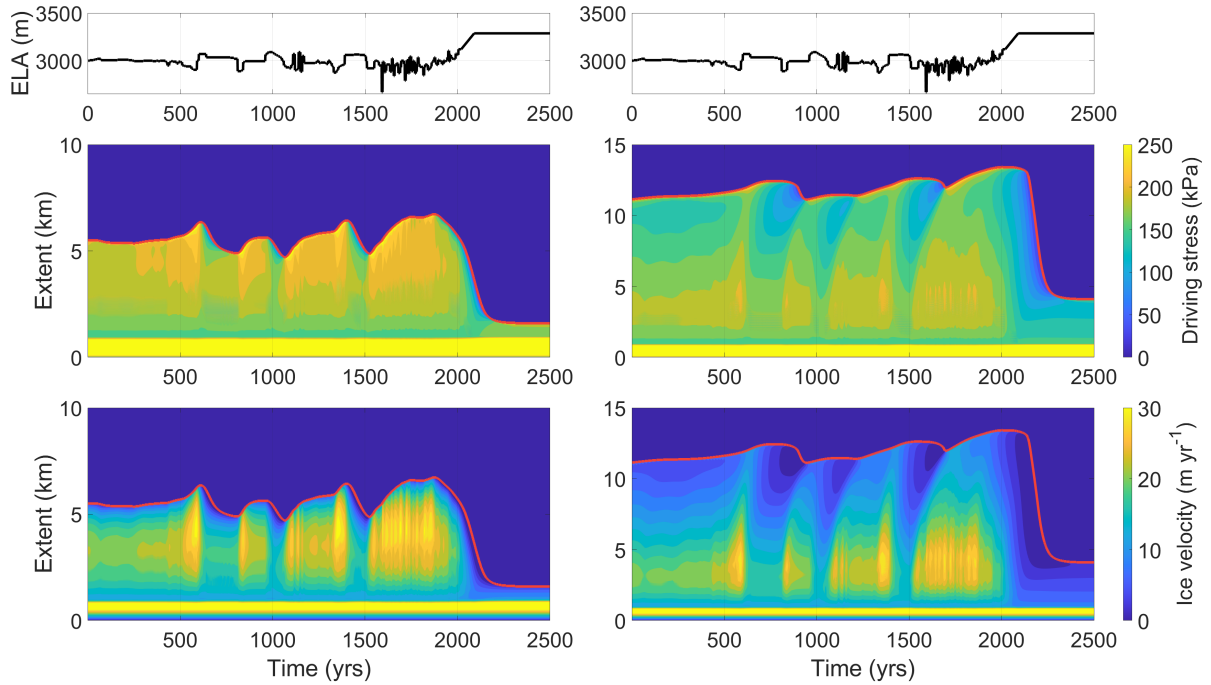 3500
3000
ELA (m)
0 500 1000 1500 2000 2500
3500
3000
0 500 1000 1500 2000 2500
10
5
0
Extent (km)
500 1000 1500 2000 2500
15
10
5
0
500 1000 1500 2000 2500
250
200
150
100
50
0
Driving stress (kPa)
10
5
0
Extent (km)
500 1000 1500 2000 2500
Time (yrs)
15
10
5
0
500 1000 1500 2000 2500
Time (yrs)
30
20
10
0
Ice velocity (m yr-1)